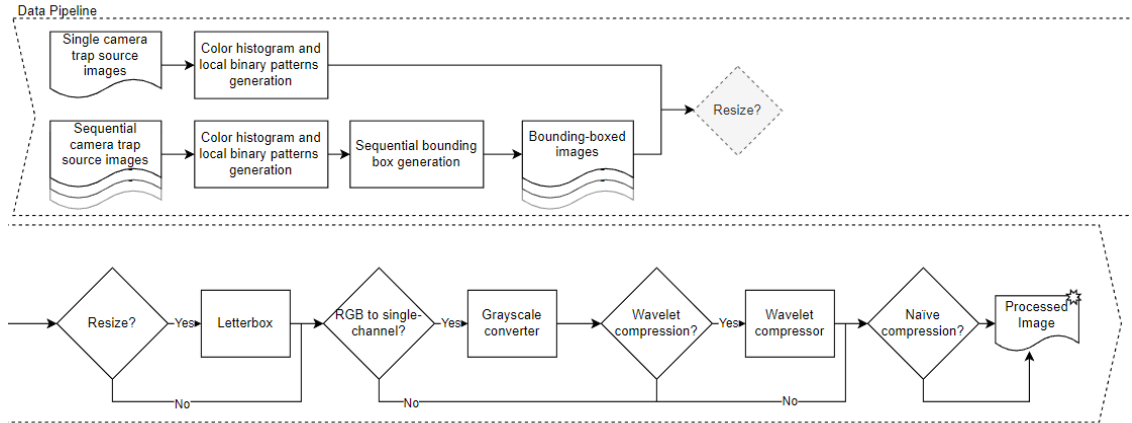 Data Pipeline
Single camera
trap source
images
Color histogram and
local binary patterns
generation
Resize?
Sequential
camera trap
source images
Color histogram and
local binary patterns
generation
Sequential bounding
box generation
Bounding-boxed
images
Resize?
Yes
Letterbox
No
RGB to single-
channel?
Yes
Grayscale
converter
No
Wavelet
compression?
Yes
Wavelet
compressor
No
Naïve
compression?
Processed
Image